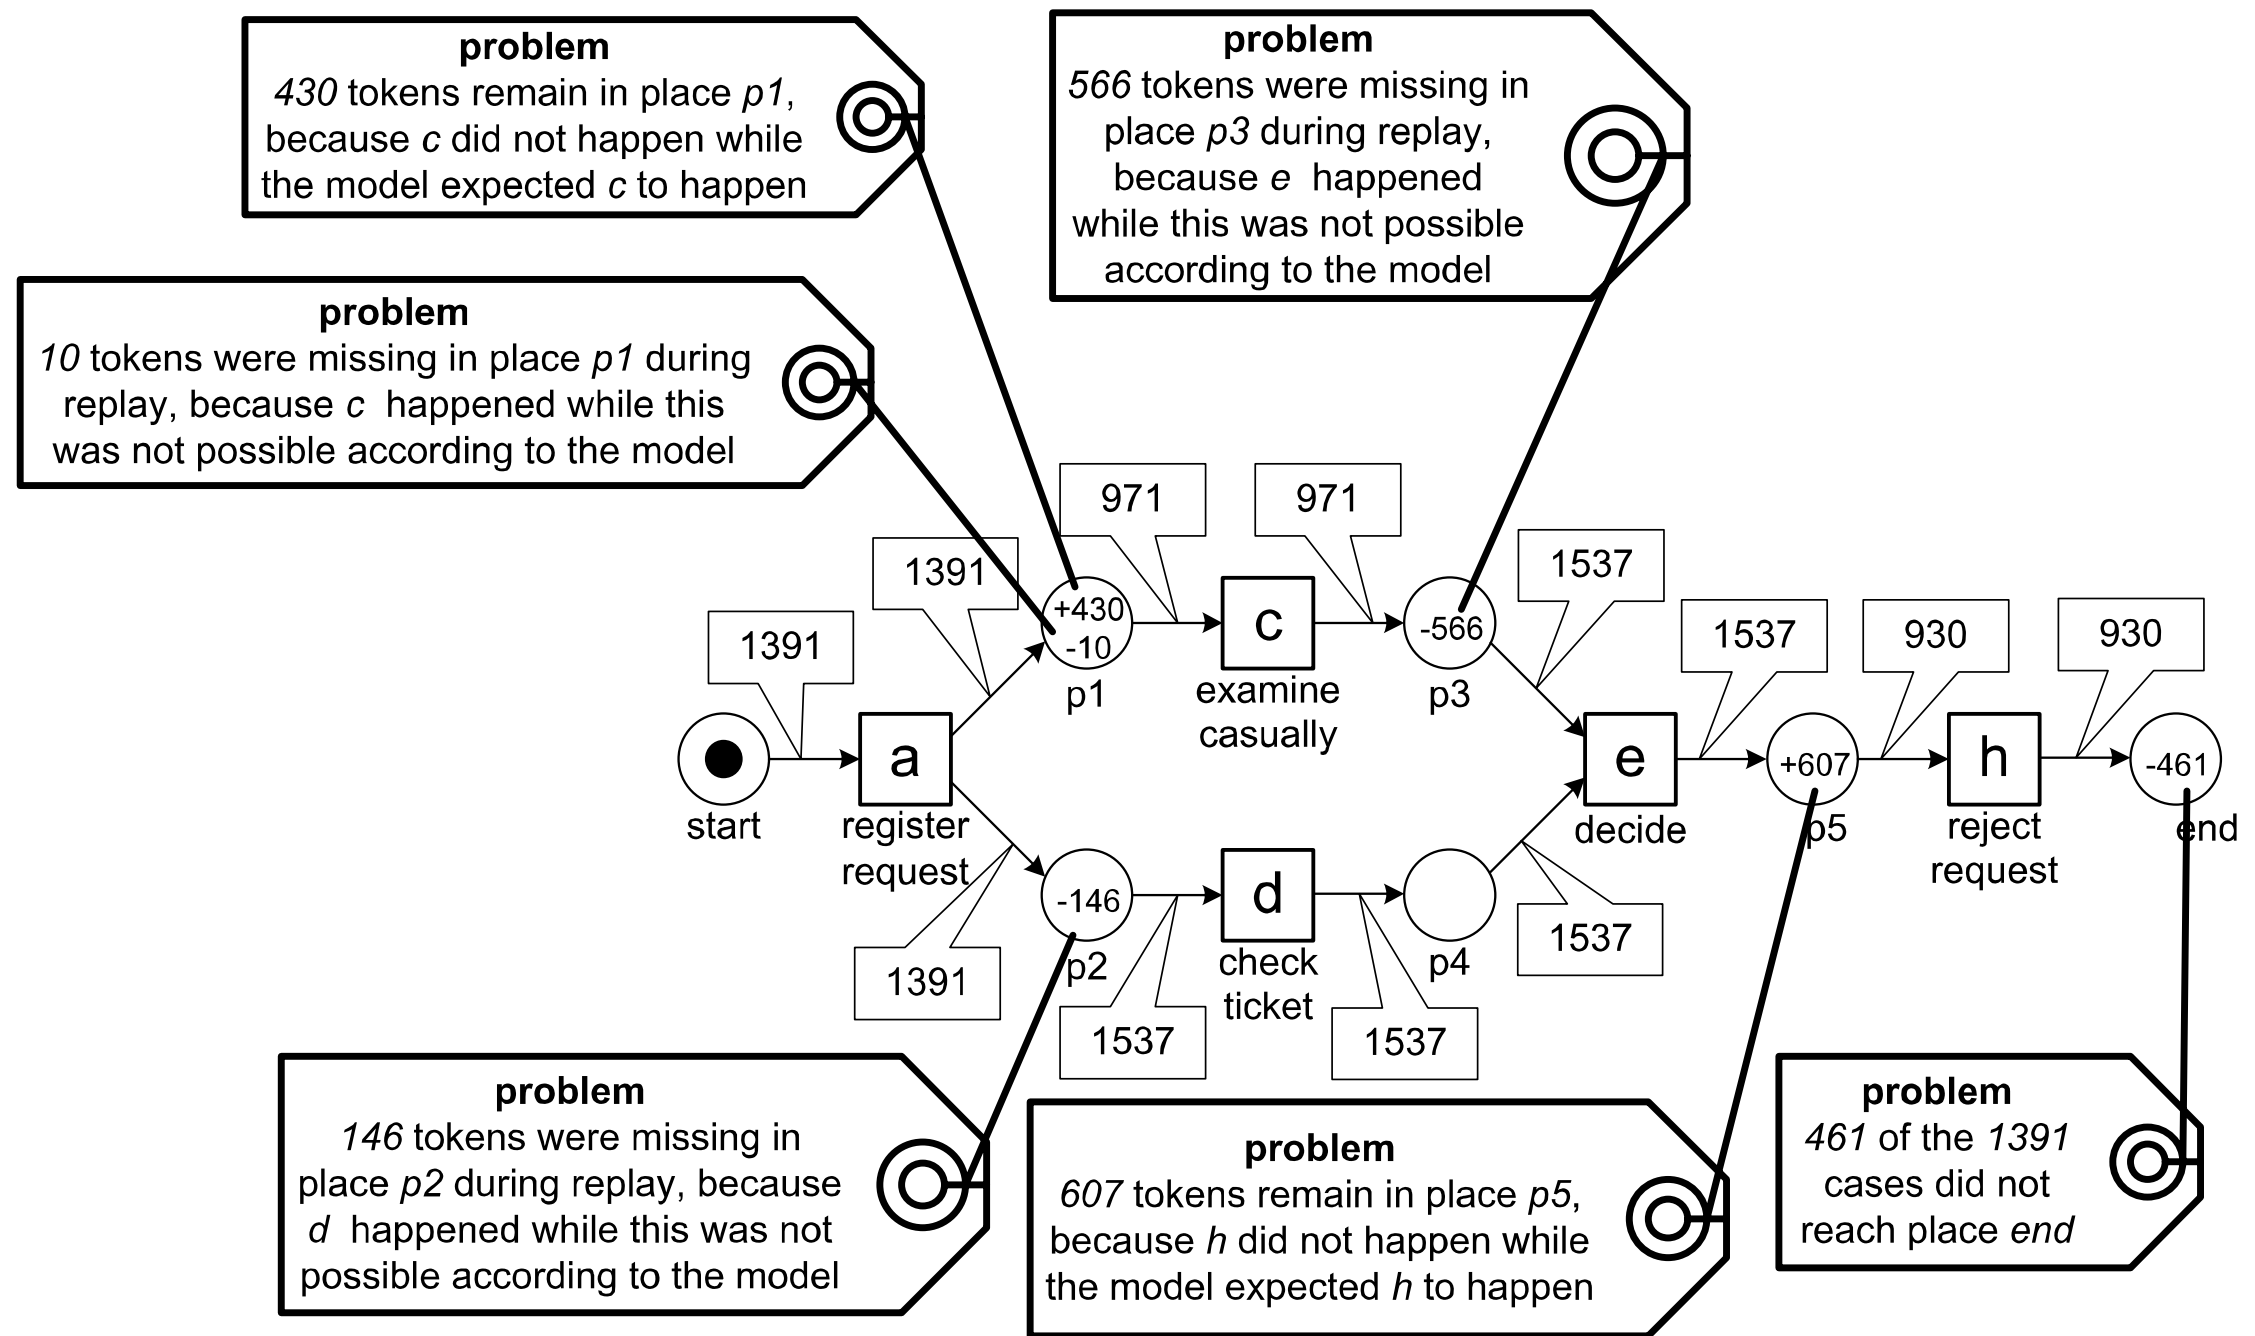 problem
430 tokens remain in place p1,
because c did not happen while
the model expected c to happen
problem
566 tokens were missing in
place p3 during replay,
because e happened
while this was not possible
according to the model
problem
10 tokens were missing in place p1 during
replay, because c happened while this
was not possible according to the model
971
971
1391
1537
1391
1537
930
930
+430
-10
p1
c
examine
casually
-566
p3
start
a
register
request
e
decide
+607
p5
h
reject
request
-461
end
1391
-146
p2
d
check
ticket
p4
1537
1537
1537
problem
146 tokens were missing in
place p2 during replay, because
d happened while this was not
possible according to the model
problem
607 tokens remain in place p5,
because h did not happen while
the model expected h to happen
problem
461 of the 1391
cases did not
reach place end